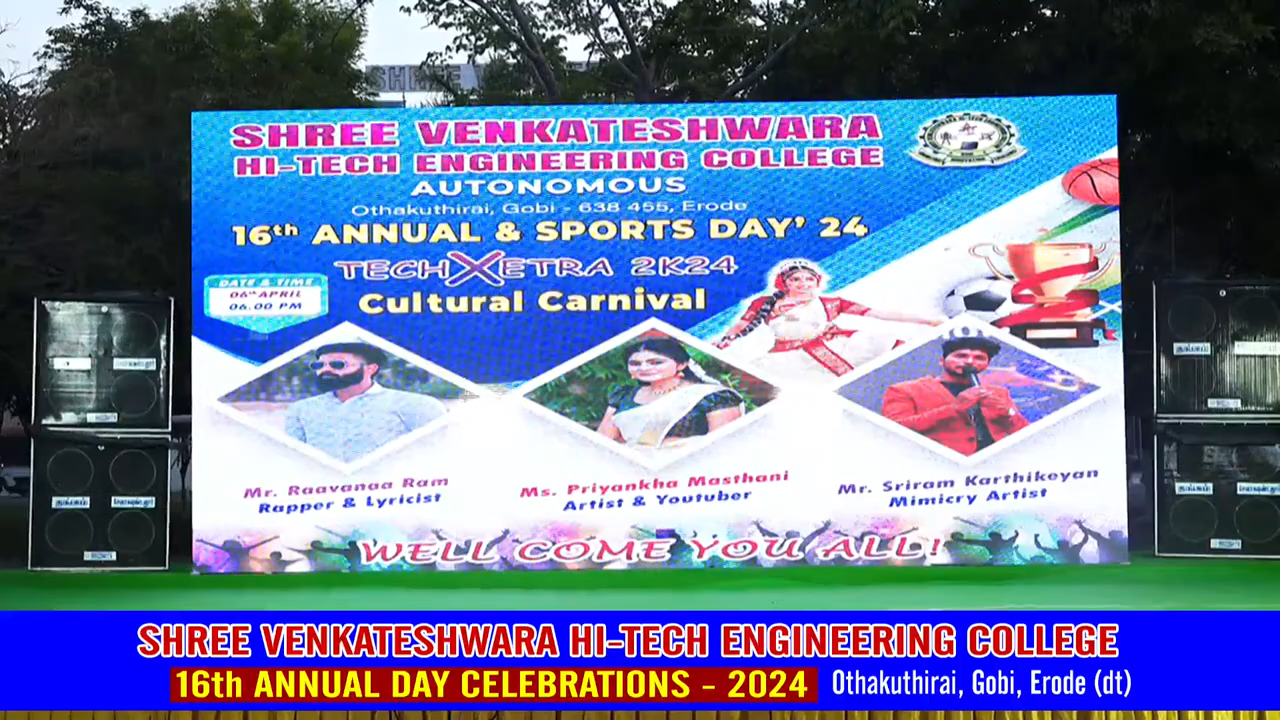 SHREE V
SHREE VENKATESHWARA
HI-TECH ENGINEERING COLLEGE
AUTONOMOUS
Othakuthirai, Gobi - 638 455, Erode
16th ANNUAL & SPORTS DAY' 24
TECHXETRA 2K24
Cultural Carnival
DATE & TIME
06th APRIL
06.00 PM
Mr. Raavanaa Ram
Rapper & Lyricist
Ms. Priyankha Masthani
Artist & Youtuber
Mr. Sriram Karthikeyan
Mimicry Artist
WELL COME YOU ALL!
SHREE VENKATESHWARA HI-TECH ENGINEERING COLLEGE
16th ANNUAL DAY CELEBRATIONS - 2024 Othakuthirai, Gobi, Erode (dt)